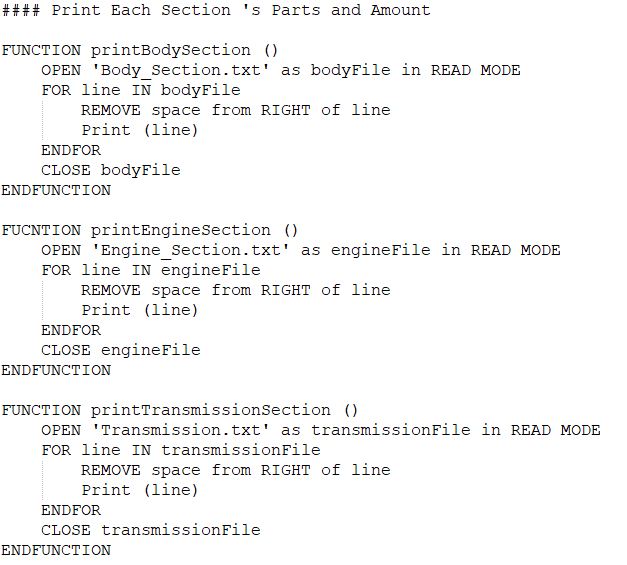 #### Print Each Section 's Parts and Amount
FUNCTION printBodySection ()
OPEN 'Body_Section.txt' as bodyFile in READ MODE
FOR line IN bodyFile
REMOVE space from RIGHT of line
Print (line)
ENDFOR
CLOSE bodyFile
ENDFUNCTION
FUCNTION printEngineSection ()
OPEN 'Engine_Section.txt' as engineFile in READ MODE
FOR line IN engineFile
REMOVE space from RIGHT of line
Print (line)
ENDFOR
CLOSE engineFile
ENDFUNCTION
FUNCTION printTransmissionSection ()
OPEN 'Transmission.txt' as transmissionFile in READ MODE
FOR line IN transmissionFile
REMOVE space from RIGHT of line
Print (line)
ENDFOR
CLOSE transmissionFile
ENDFUNCTION